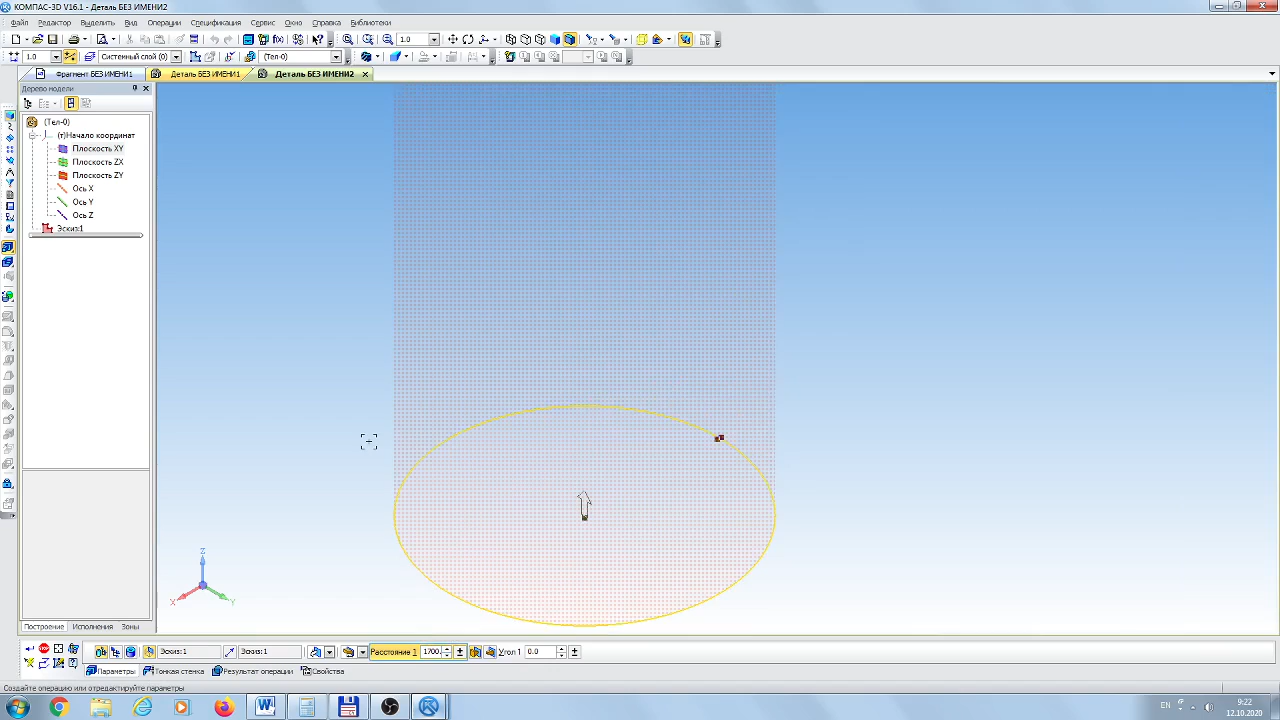 КОМПАС-3D V16.1 - Деталь БЕЗ ИМЕНИ2
Файл Редактор Выделить Вид Операции Спецификация Сервис Окно Справка Библиотеки
1.0
1.0 Системный слой (0) (Тел-0)
Фрагмент БЕЗ ИМЕНИ1 Деталь БЕЗ ИМЕНИ1 Деталь БЕЗ ИМЕНИ2
Дерево модели
(Тел-0)
(т)Начало координат
Плоскость XY
Плоскость ZX
Плоскость ZY
Ось X
Ось Y
Ось Z
Эскиз:1
Z
X Y
Построение Исполнения Зоны
Эскиз:1 Эскиз:1 Расстояние 1 1700. Угол 1 0.0
Параметры Тонкая стенка Результат операции Свойства
Создайте операцию или отредактируйте параметры
EN 9:22
12.10.2020